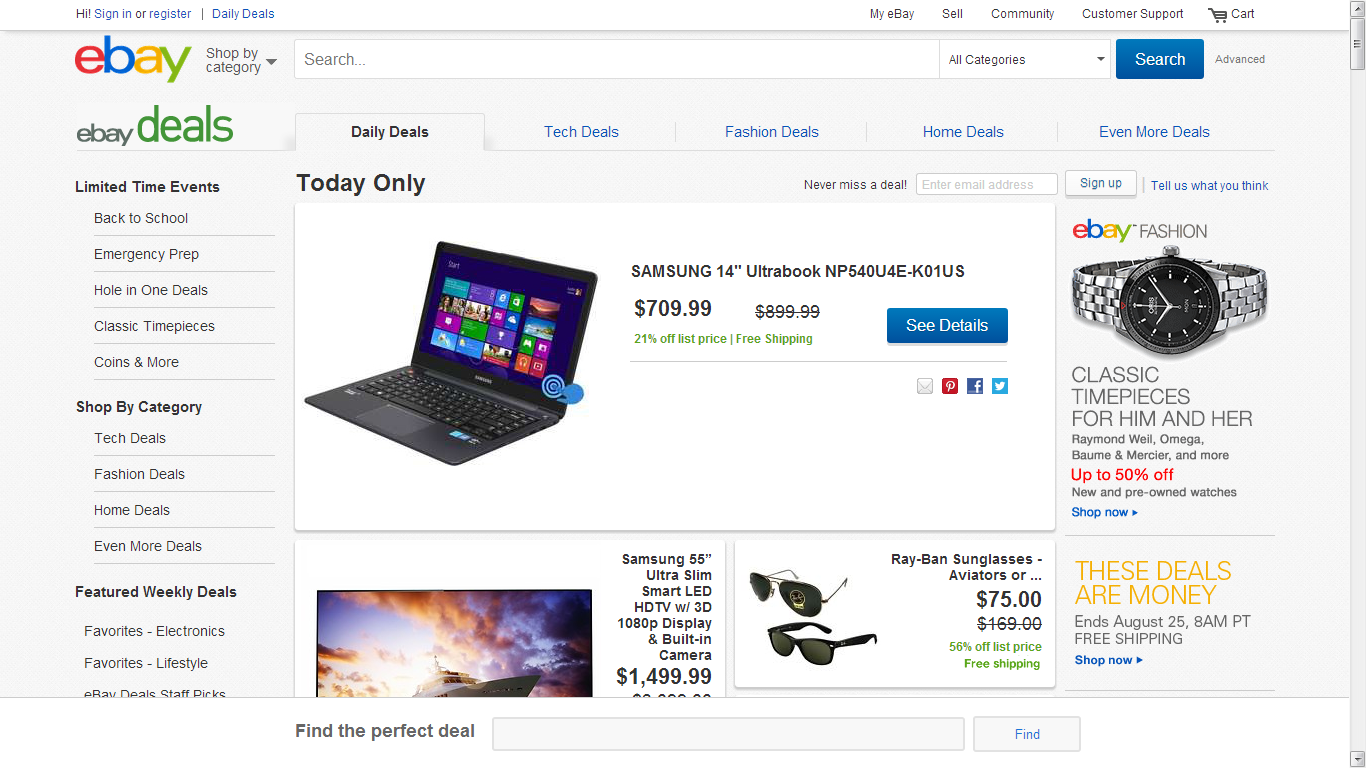 Hi! Sign in or register | Daily Deals
My eBay Sell Community Customer Support Cart
ebay
Shop by
category
Search...
All Categories
Search
Advanced
ebay deals
Daily Deals
Tech Deals
Fashion Deals
Home Deals
Even More Deals
Limited Time Events
Back to School
Emergency Prep
Hole in One Deals
Classic Timepieces
Coins & More
Shop By Category
Tech Deals
Fashion Deals
Home Deals
Even More Deals
Featured Weekly Deals
Favorites - Electronics
Favorites - Lifestyle
eBay Deals Staff Picks
Today Only
Never miss a deal!
Enter email address
Sign up
Tell us what you think
Start
SAMSUNG
SAMSUNG 14" Ultrabook NP540U4E-K01US
$709.99
$899.99
21% off list price | Free Shipping
See Details
Samsung 55”
Ultra Slim
Smart LED
HDTV w/ 3D
1080p Display
& Built-in
Camera
$1,499.99
Ray-Ban Sunglasses -
Aviators or ...
$75.00
$169.00
56% off list price
Free shipping
ebay™ FASHION
ORIS
CLASSIC
TIMEPIECES
FOR HIM AND HER
Raymond Weil, Omega,
Baume & Mercier, and more
Up to 50% off
New and pre-owned watches
Shop now
THESE DEALS
ARE MONEY
Ends August 25, 8AM PT
FREE SHIPPING
Shop now
Find the perfect deal
Find